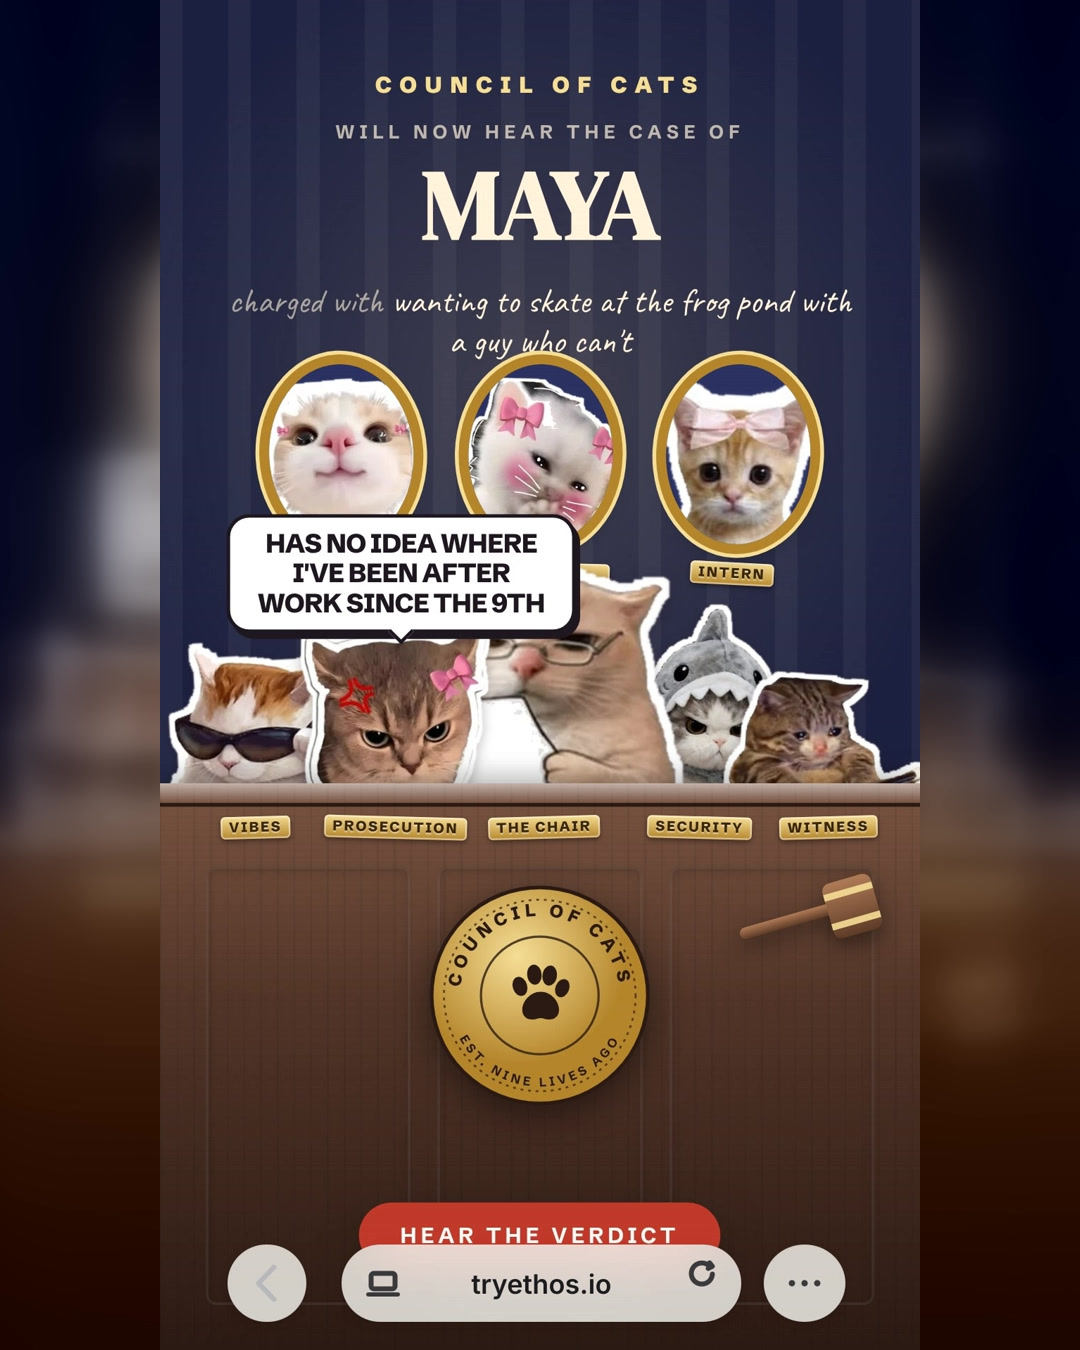 COUNCIL OF CATS
WILL NOW HEAR THE CASE OF
MAYA
charged with wanting to skate at the frog pond with
a guy who can't
HAS NO IDEA WHERE
I'VE BEEN AFTER
WORK SINCE THE 9TH
INTERN
VIBES
PROSECUTION
THE CHAIR
SECURITY
WITNESS
COUNCIL OF CATS
EST. NINE LIVES AGO
HEAR THE VERDICT
tryethos.io